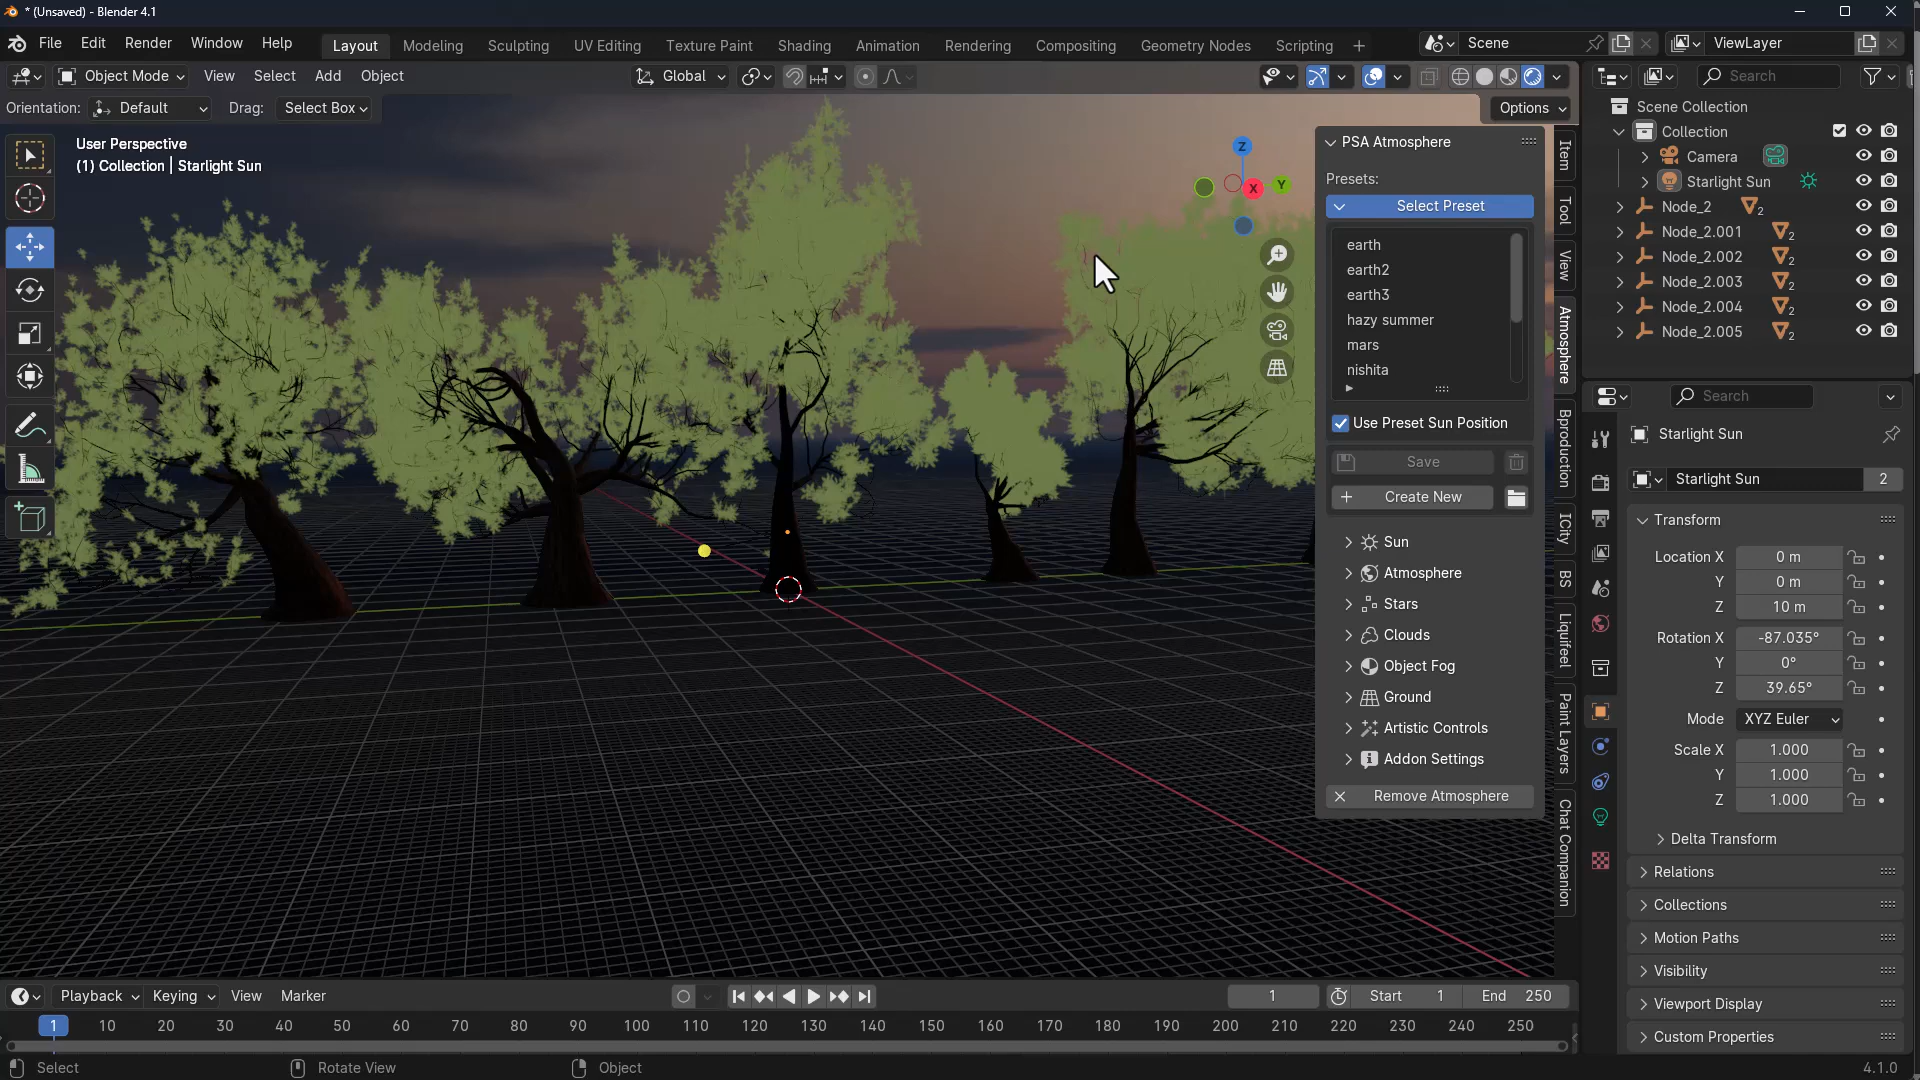 * (Unsaved) - Blender 4.1
File Edit Render Window Help
Layout Modeling Sculpting UV Editing Texture Paint Shading Animation Rendering Compositing Geometry Nodes Scripting +
Scene
ViewLayer
Object Mode View Select Add Object
Global
Search
Orientation: Default Drag: Select Box
Options
User Perspective
(1) Collection | Starlight Sun
Z
X
Y
PSA Atmosphere
Presets:
Select Preset
earth
earth2
earth3
hazy summer
mars
nishita
Use Preset Sun Position
Save
Create New
Sun
Atmosphere
Stars
Clouds
Object Fog
Ground
Artistic Controls
Addon Settings
Remove Atmosphere
Item
Tool
View
Atmosphere
Bproduction
ICity
BS
Liquifeel
Paint Layers
Chat Companion
Scene Collection
Collection
Camera
Starlight Sun
Node_2 2
Node_2.001 2
Node_2.002 2
Node_2.003 2
Node_2.004 2
Node_2.005 2
Search
Starlight Sun
Starlight Sun 2
Transform
Location X 0 m
Y 0 m
Z 10 m
Rotation X -87.035°
Y 0°
Z 39.65°
Mode XYZ Euler
Scale X 1.000
Y 1.000
Z 1.000
Delta Transform
Relations
Collections
Motion Paths
Visibility
Viewport Display
Custom Properties
Playback Keying View Marker
1 Start 1 End 250
1 10 20 30 40 50 60 70 80 90 100 110 120 130 140 150 160 170 180 190 200 210 220 230 240 250
Select Rotate View Object 4.1.0